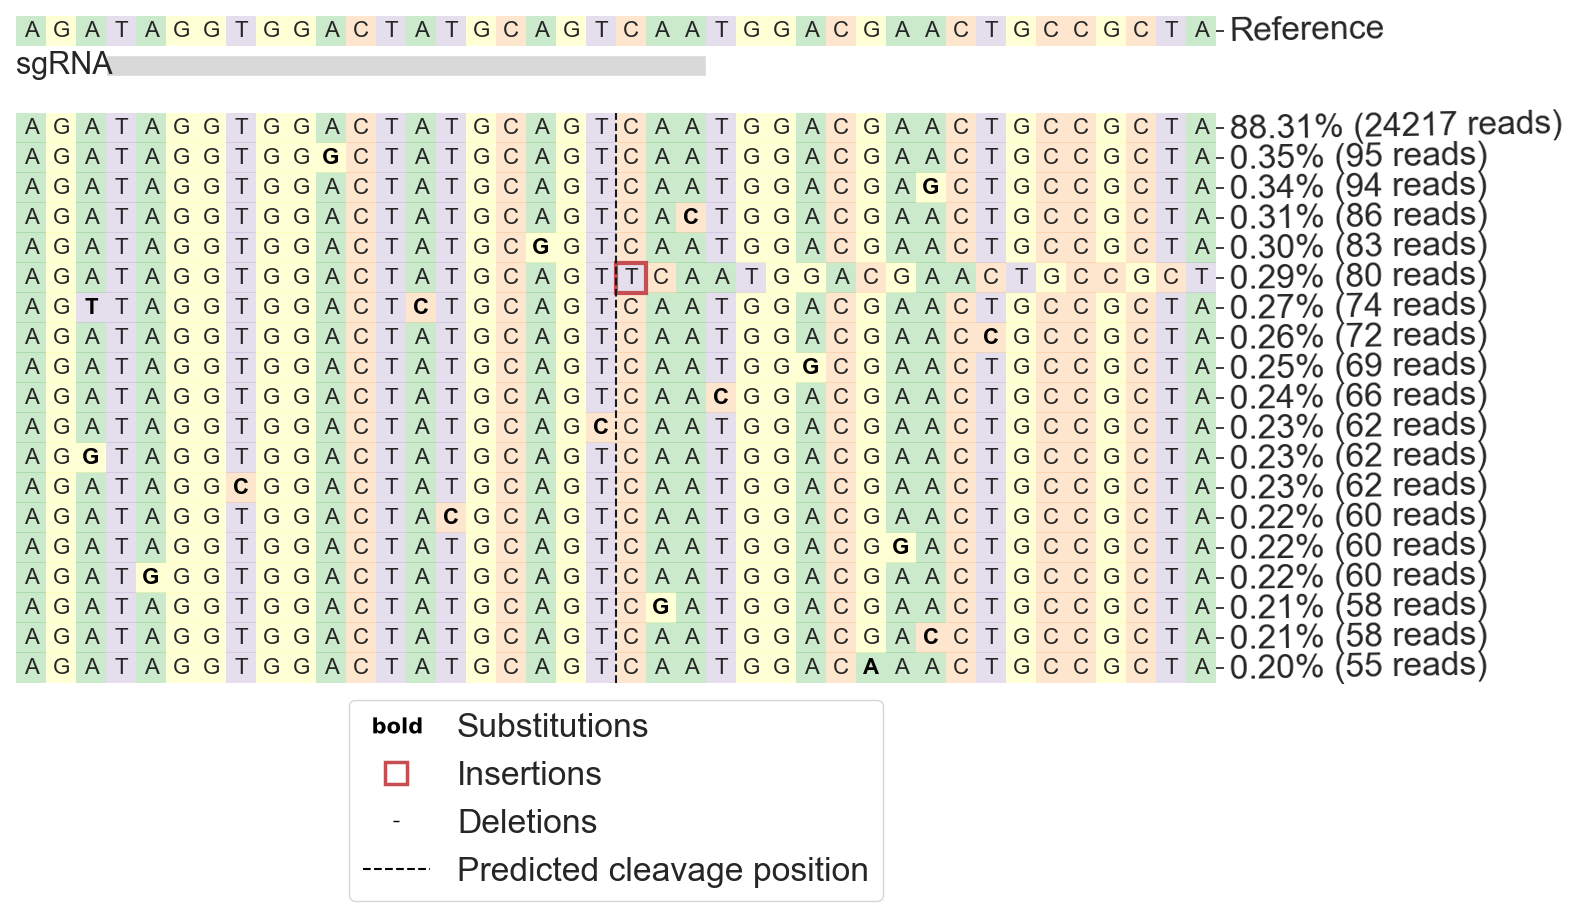 A G A T A G G T G G A C T A T G C A G T C A A T G G A C G A A C T G C C G C T A - Reference
sgRNA
A G A T A G G T G G A C T A T G C A G T C A A T G G A C G A A C T G C C G C T A - 88.31% (24217 reads)
A G A T A G G T G G G C T A T G C A G T C A A T G G A C G A A C T G C C G C T A - 0.35% (95 reads)
A G A T A G G T G G A C T A T G C A G T C A A T G G A C G A G C T G C C G C T A - 0.34% (94 reads)
A G A T A G G T G G A C T A T G C A G T C A C T G G A C G A A C T G C C G C T A - 0.31% (86 reads)
A G A T A G G T G G A C T A T G C G G T C A A T G G A C G A A C T G C C G C T A - 0.30% (83 reads)
A G A T A G G T G G A C T A T G C A G T T C A A T G G A C G A A C T G C C G C T - 0.29% (80 reads)
A G T T A G G T G G A C T C T G C A G T C A A T G G A C G A A C T G C C G C T A - 0.27% (74 reads)
A G A T A G G T G G A C T A T G C A G T C A A T G G A C G A A C C G C C G C T A - 0.26% (72 reads)
A G A T A G G T G G A C T A T G C A G T C A A T G G G C G A A C T G C C G C T A - 0.25% (69 reads)
A G A T A G G T G G A C T A T G C A G T C A A C G G A C G A A C T G C C G C T A - 0.24% (66 reads)
A G A T A G G T G G A C T A T G C A G C C A A T G G A C G A A C T G C C G C T A - 0.23% (62 reads)
A G G T A G G T G G A C T A T G C A G T C A A T G G A C G A A C T G C C G C T A - 0.23% (62 reads)
A G A T A G G C G G A C T A T G C A G T C A A T G G A C G A A C T G C C G C T A - 0.23% (62 reads)
A G A T A G G T G G A C T A C G C A G T C A A T G G A C G A A C T G C C G C T A - 0.22% (60 reads)
A G A T A G G T G G A C T A T G C A G T C A A T G G A C G G A C T G C C G C T A - 0.22% (60 reads)
A G A T G G G T G G A C T A T G C A G T C A A T G G A C G A A C T G C C G C T A - 0.22% (60 reads)
A G A T A G G T G G A C T A T G C A G T C G A T G G A C G A A C T G C C G C T A - 0.21% (58 reads)
A G A T A G G T G G A C T A T G C A G T C A A T G G A C G A C C T G C C G C T A - 0.21% (58 reads)
A G A T A G G T G G A C T A T G C A G T C A A T G G A C A A A C T G C C G C T A - 0.20% (55 reads)
bold Substitutions
Insertions
- Deletions
Predicted cleavage position